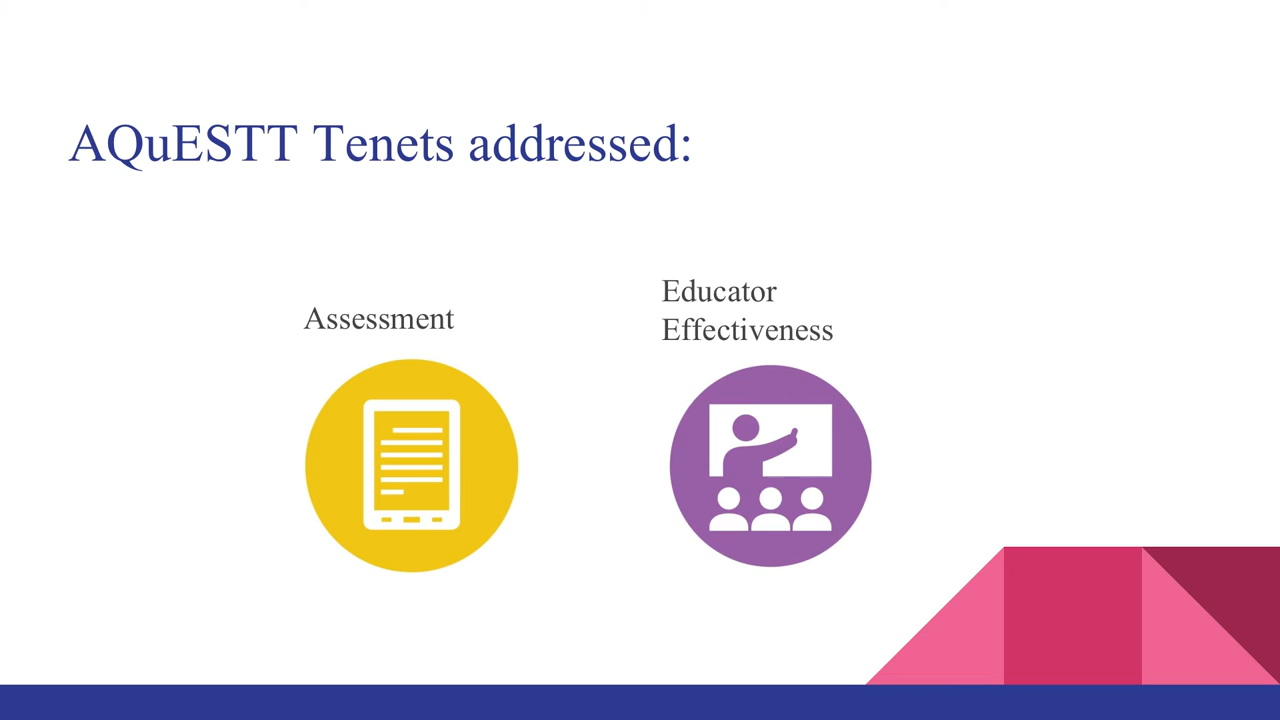 AQuESTT Tenets addressed:
Assessment
Educator
Effectiveness